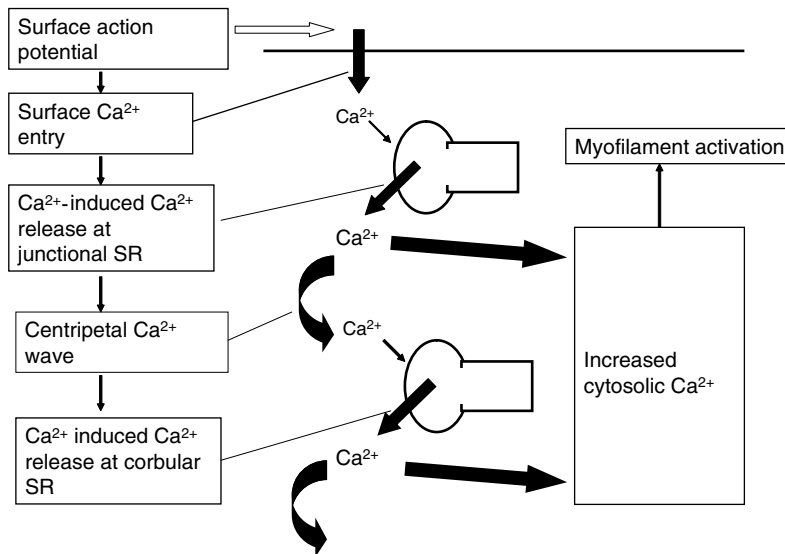 Surface action
potential
Surface Ca²⁺
entry
Ca²⁺-induced Ca²⁺
release at
junctional SR
Centripetal Ca²⁺
wave
Ca²⁺ induced Ca²⁺
release at corbular
SR
Ca²⁺
Ca²⁺
Ca²⁺
Ca²⁺
Myofilament activation
Increased
cytosolic Ca²⁺